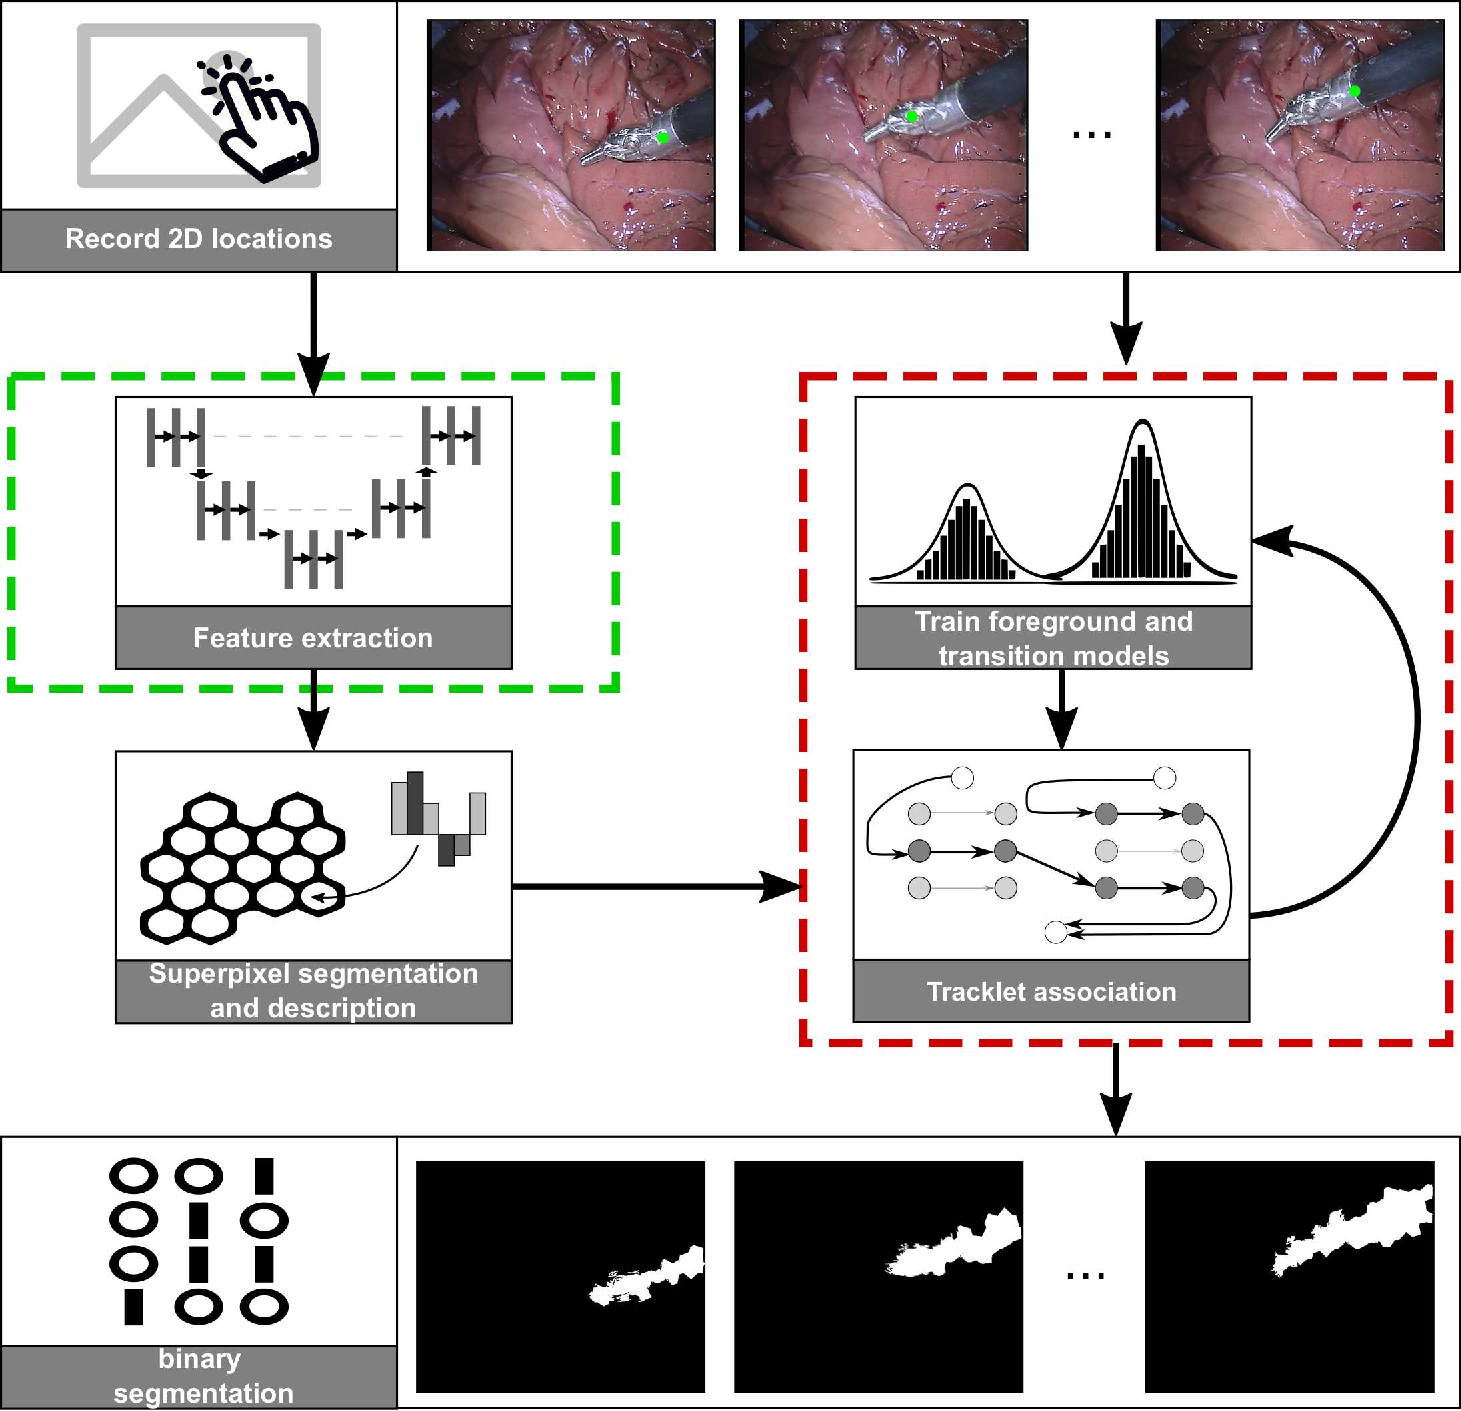 Record 2D locations
...
Feature extraction
Train foreground and
transition models
Superpixel segmentation
and description
Tracklet association
...
binary
segmentation